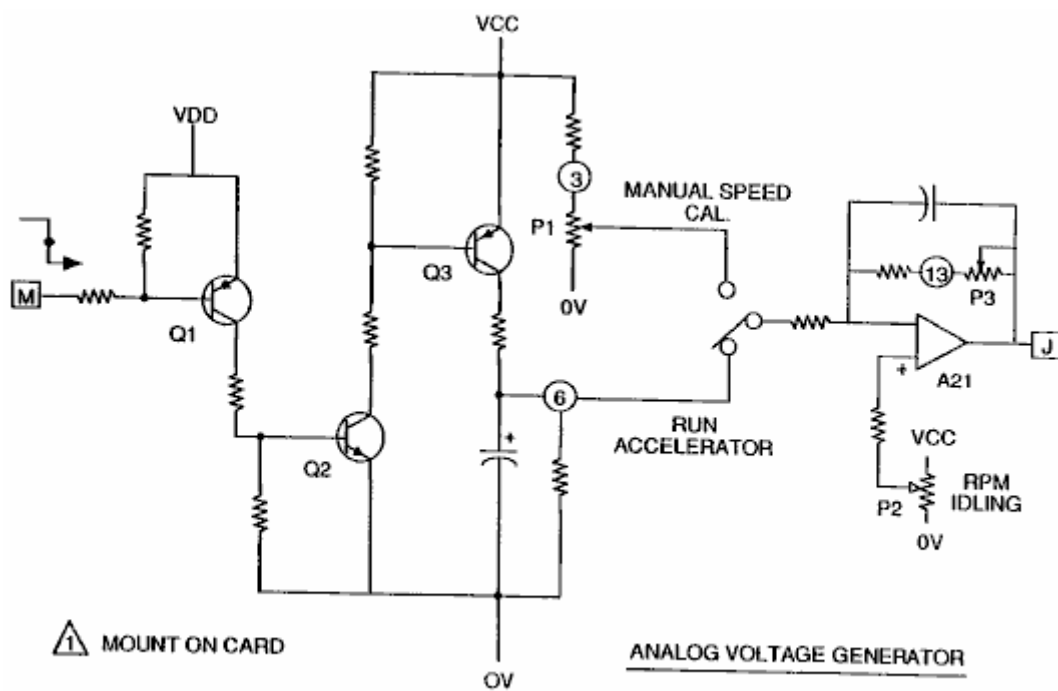 VCC
VDD
3
MANUAL SPEED
CAL.
P1
M
Q1
Q3
0V
13
P3
J
A21
+
+
6
RUN
ACCELERATOR
Q2
VCC
P2
RPM
IDLING
0V
1 MOUNT ON CARD
ANALOG VOLTAGE GENERATOR
OV